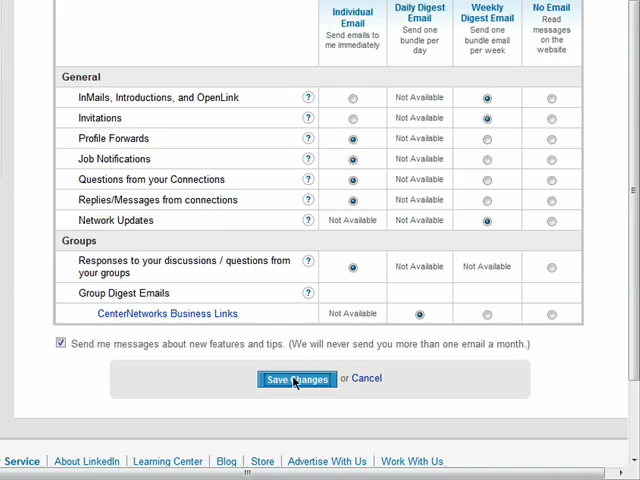 Individual Email Daily Digest Email Weekly Digest Email No Email
Send emails to me immediately Send one bundle per day Send one bundle email per week Read messages on the website
General
InMails, Introductions, and OpenLink ? Not Available
Invitations ? Not Available
Profile Forwards ? Not Available
Job Notifications ? Not Available
Questions from your Connections ? Not Available
Replies/Messages from connections ? Not Available
Network Updates ? Not Available Not Available
Groups
Responses to your discussions / questions from ? Not Available Not Available
your groups
Group Digest Emails ?
CenterNetworks Business Links Not Available
Send me messages about new features and tips. (We will never send you more than one email a month.)
Save Changes or Cancel
Service | About LinkedIn | Learning Center | Blog | Store | Advertise With Us | Work With Us